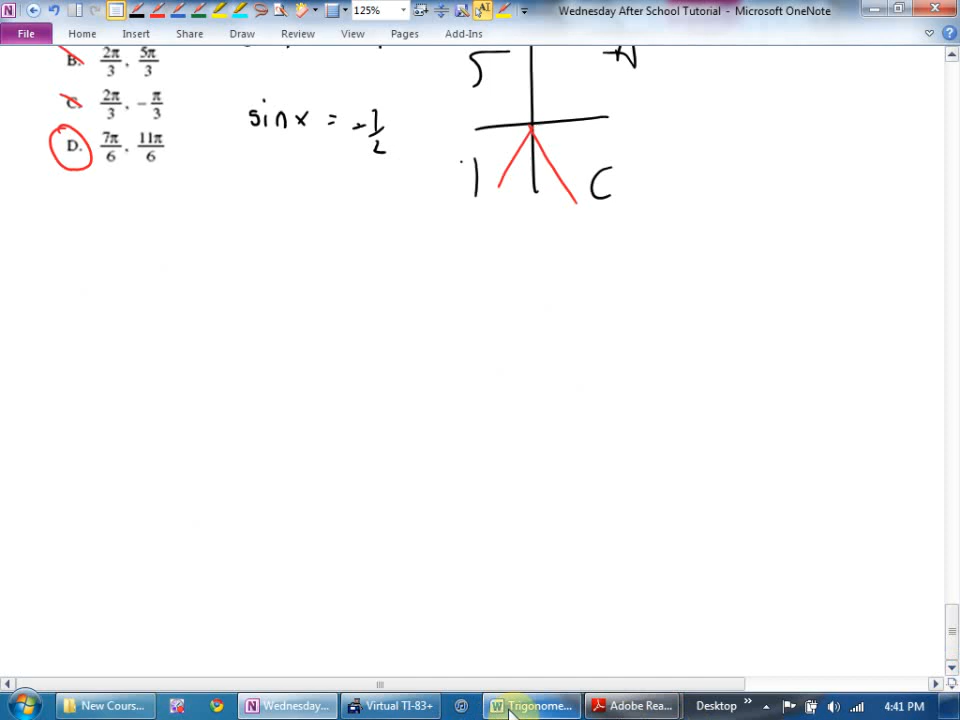 125%
Wednesday After School Tutorial - Microsoft OneNote
File Home Insert Share Draw Review View Pages Add-Ins
B. 2π/3, 5π/3
S A
C. 2π/3, -π/3
sin x = -1/2
D. 7π/6, 11π/6
T C
New Cours... Wednesday... Virtual TI-83+ Trigonome... Adobe Rea... Desktop » 4:41 PM